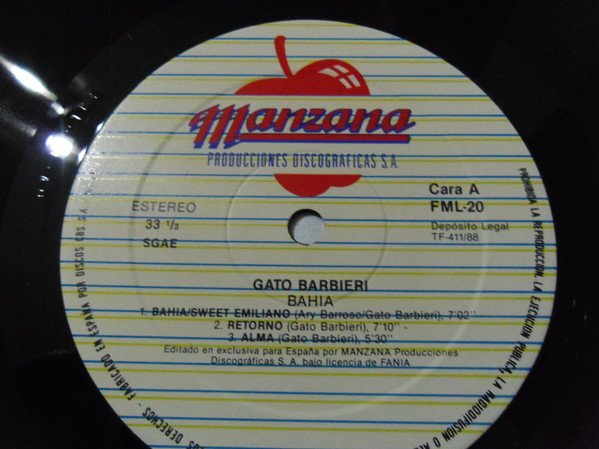 Manzana
PRODUCCIONES DISCOGRAFICAS S.A.
ESTEREO
33 1/3
SGAE
Cara A
FML-20
Depósito Legal
TF-411/88
GATO BARBIERI
BAHIA
1. BAHIA/SWEET EMILIANO (Ary Barroso/Gato Barbieri), 7'02"
2. RETORNO (Gato Barbieri), 7'10" -
3. ALMA (Gato Barbieri), 5'30"
Editado en exclusiva para España por MANZANA Producciones
Discográficas S. A. bajo licencia de FANIA
DERECHOS - FABRICADO EN ESPAÑA POR DISCOS CBS S.A.
PROHIBIDA LA REPRODUCCION, LA EJECUCION PUBLICA, LA RADIODIFUSION O